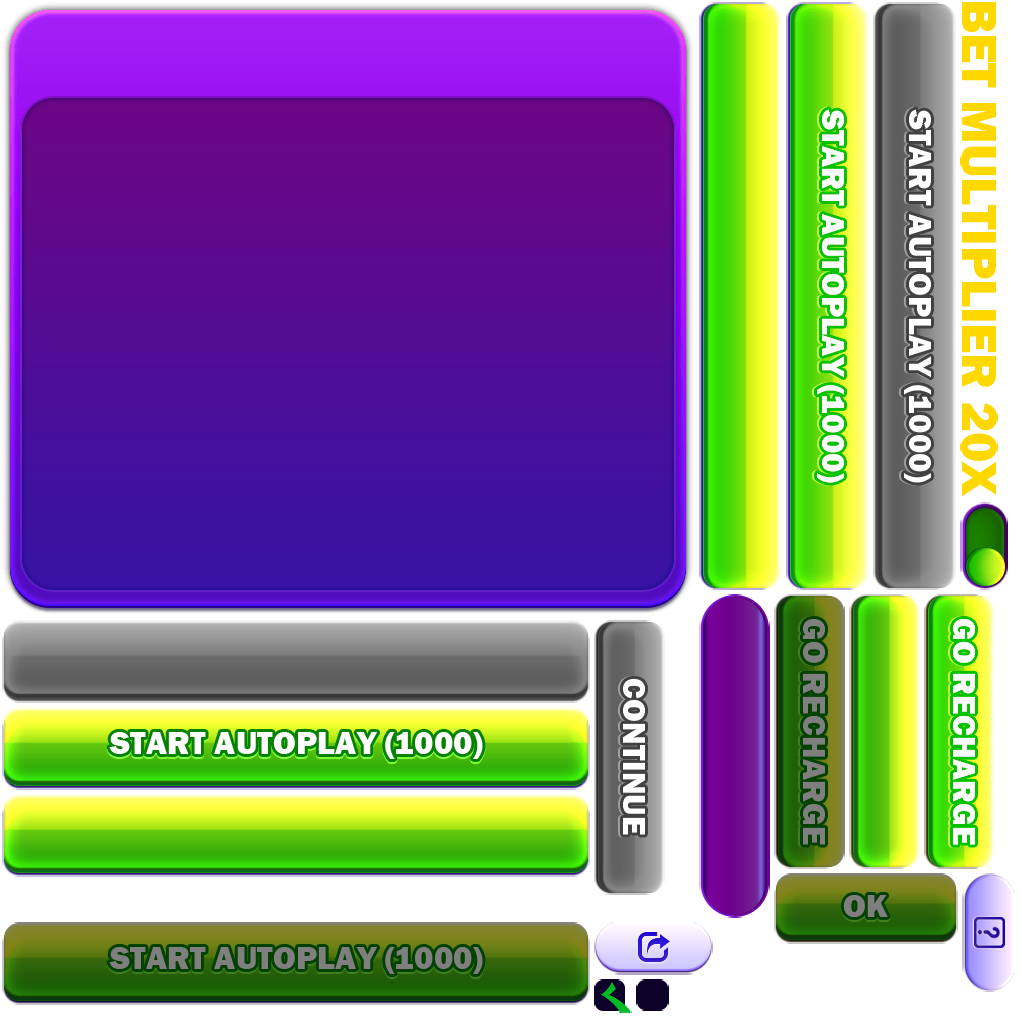 START AUTOPLAY (1000)
START AUTOPLAY (1000)
BET MULTIPLIER 20X
START AUTOPLAY (1000)
START AUTOPLAY (1000)
CONTINUE
GO RECHARGE
GO RECHARGE
OK
?